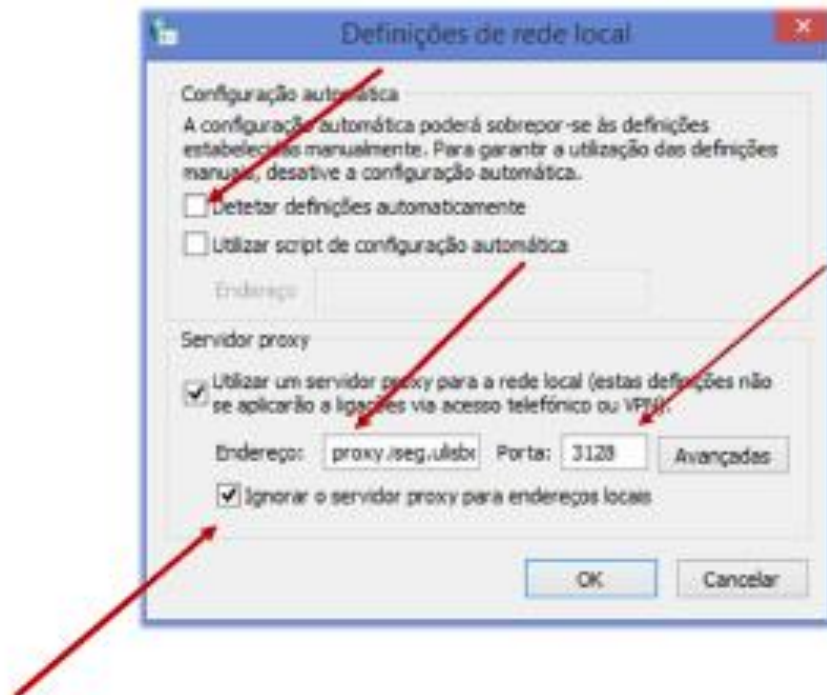 Definições de rede local
Configuração automática
A configuração automática poderá sobrepor-se às definições
estabelecidas manualmente. Para garantir a utilização das definições
manuais, desative a configuração automática.
Detetar definições automaticamente
Utilizar script de configuração automática
Endereço
Servidor proxy
Utilizar um servidor proxy para a rede local (estas definições não
se aplicarão a ligações via acesso telefónico ou VPN).
Endereço: Porta: 3128 Avançadas
Ignorar o servidor proxy para endereços locais
OK Cancelar